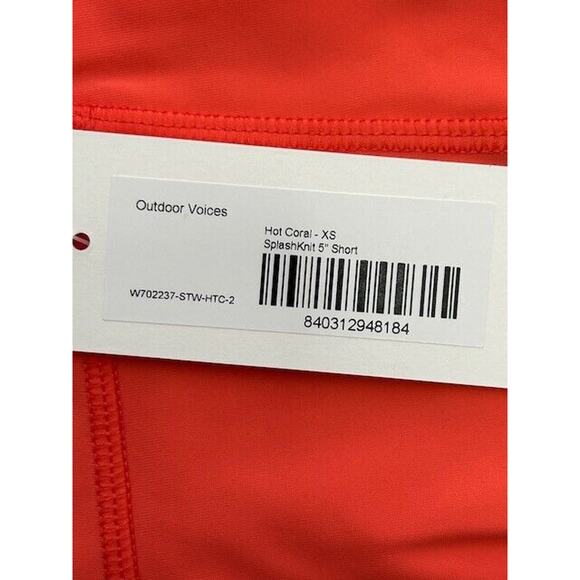 Outdoor Voices
Hot Coral - XS
SplashKnit 5" Short
W702237-STW-HTC-2
840312948184